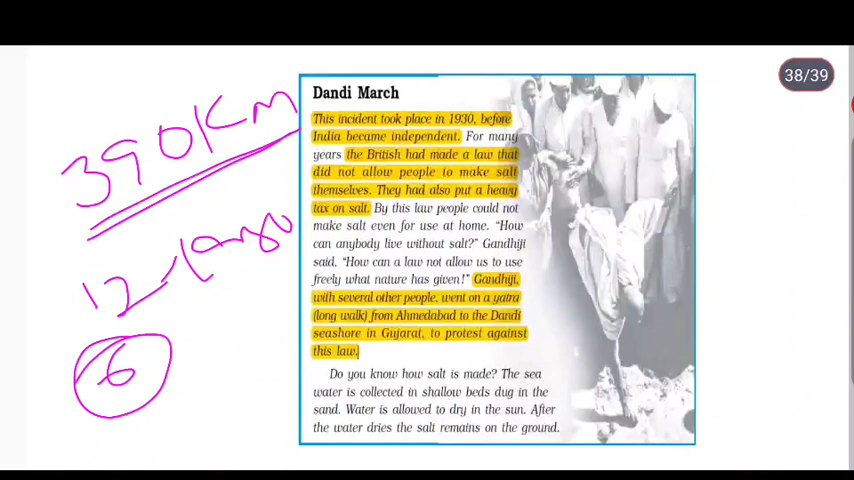 38/39
390KM
12-
6
Dandi March
This incident took place in 1930, before
India became independent. For many
years the British had made a law that
did not allow people to make salt
themselves. They had also put a heavy
tax on salt. By this law people could not
make salt even for use at home. "How
can anybody live without salt?" Gandhiji
said. "How can a law not allow us to use
freely what nature has given!" Gandhiji,
with several other people, went on a yatra
(long walk) from Ahmedabad to the Dandi
seashore in Gujarat, to protest against
this law.
Do you know how salt is made? The sea
water is collected in shallow beds dug in the
sand. Water is allowed to dry in the sun. After
the water dries the salt remains on the ground.